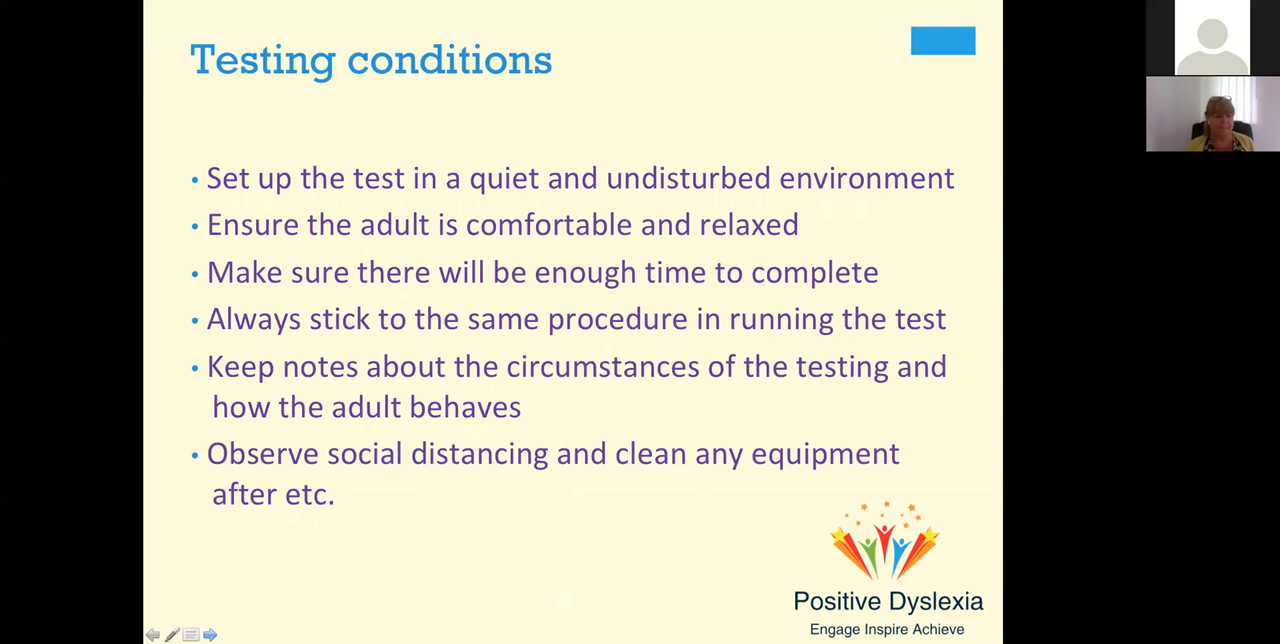 Testing conditions
• Set up the test in a quiet and undisturbed environment
• Ensure the adult is comfortable and relaxed
• Make sure there will be enough time to complete
• Always stick to the same procedure in running the test
• Keep notes about the circumstances of the testing and
how the adult behaves
• Observe social distancing and clean any equipment
after etc.
Positive Dyslexia
Engage Inspire Achieve